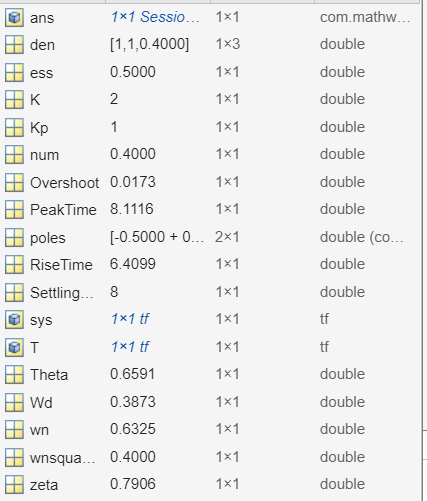 ans 1×1 Sessio... 1×1 com.mathw...
den [1,1,0.4000] 1×3 double
ess 0.5000 1×1 double
K 2 1×1 double
Kp 1 1×1 double
num 0.4000 1×1 double
Overshoot 0.0173 1×1 double
PeakTime 8.1116 1×1 double
poles [-0.5000 + 0... 2×1 double (co...
RiseTime 6.4099 1×1 double
Settling... 8 1×1 double
sys 1×1 tf 1×1 tf
T 1×1 tf 1×1 tf
Theta 0.6591 1×1 double
Wd 0.3873 1×1 double
wn 0.6325 1×1 double
wnsqua... 0.4000 1×1 double
zeta 0.7906 1×1 double